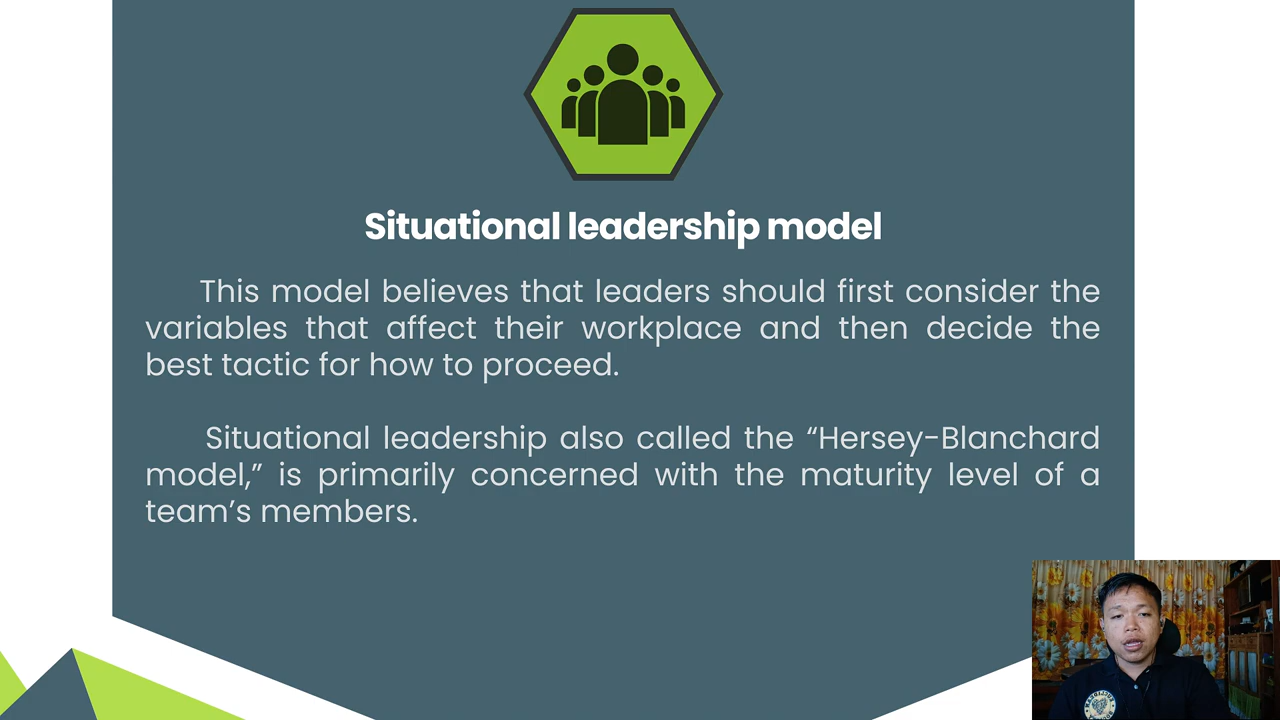 Situational leadership model
This model believes that leaders should first consider the
variables that affect their workplace and then decide the
best tactic for how to proceed.
Situational leadership also called the “Hersey-Blanchard
model,” is primarily concerned with the maturity level of a
team’s members.